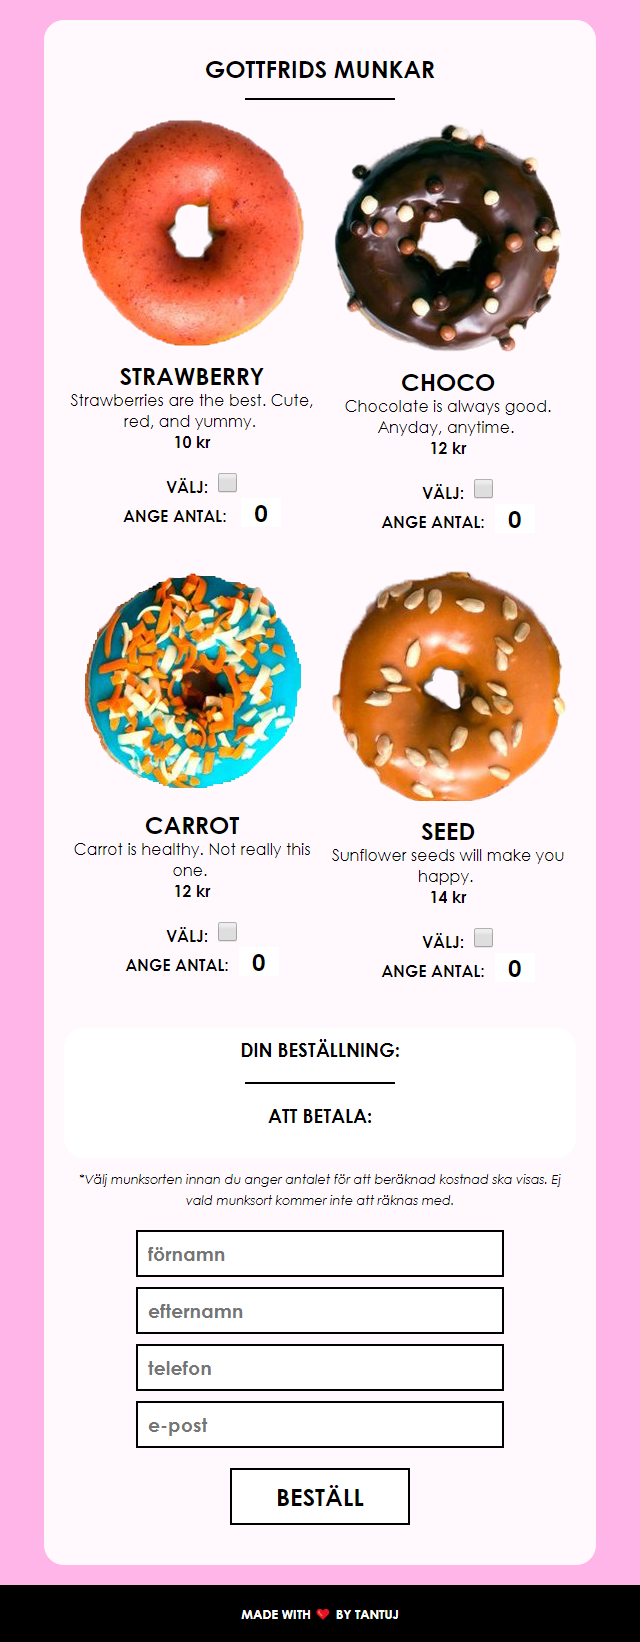 GOTTFRIDS MUNKAR
STRAWBERRY
Strawberries are the best. Cute,
red, and yummy.
10 kr
VÄLJ:
ANGE ANTAL: 0
CHOCO
Chocolate is always good.
Anyday, anytime.
12 kr
VÄLJ:
ANGE ANTAL: 0
CARROT
Carrot is healthy. Not really this
one.
12 kr
VÄLJ:
ANGE ANTAL: 0
SEED
Sunflower seeds will make you
happy.
14 kr
VÄLJ:
ANGE ANTAL: 0
DIN BESTÄLLNING:
ATT BETALA:
*Välj munksorten innan du anger antalet för att beräknad kostnad ska visas. Ej
vald munksort kommer inte att räknas med.
förnamn
efternamn
telefon
e-post
BESTÄLL
MADE WITH ❤ BY TANTUJ